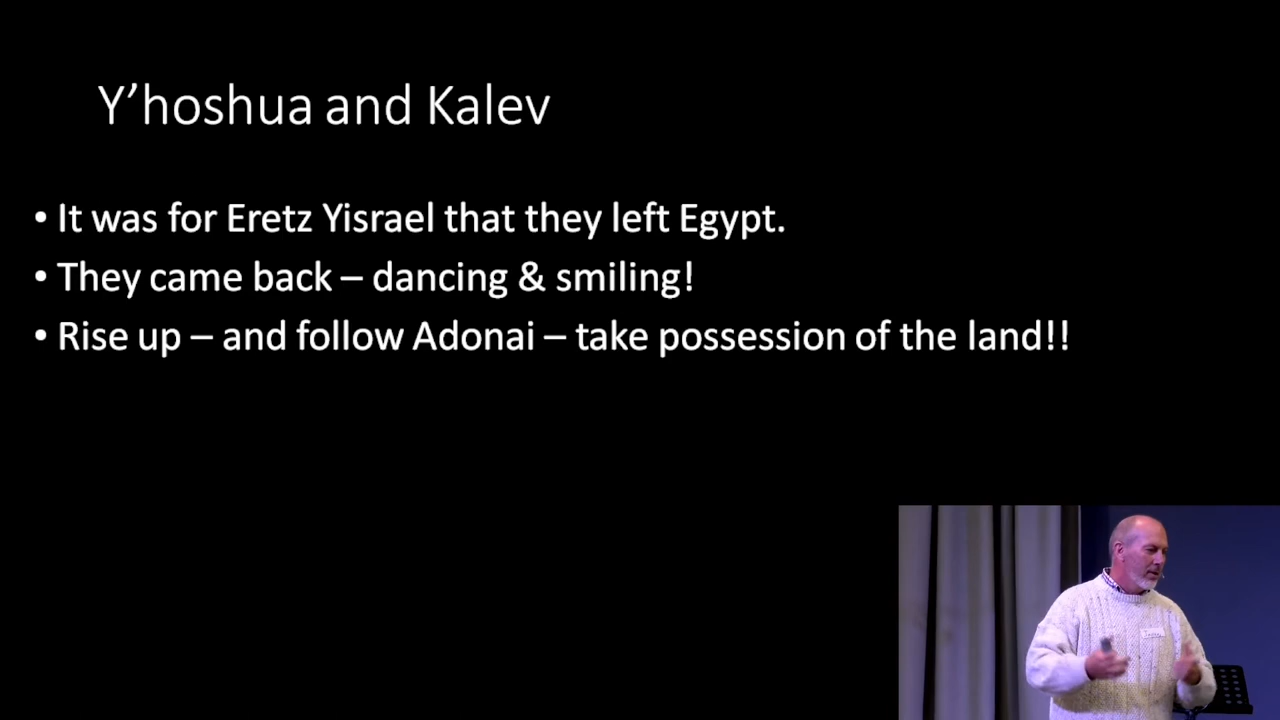 Y’hoshua and Kalev
• It was for Eretz Yisrael that they left Egypt.
• They came back – dancing & smiling!
• Rise up – and follow Adonai – take possession of the land!!